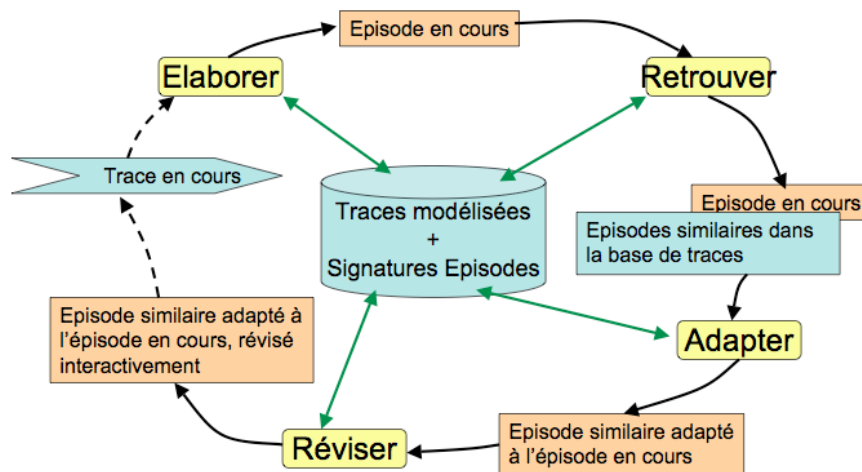 Episode en cours
Elaborer
Retrouver
Trace en cours
Traces modélisées
+
Signatures Episodes
Episode en cours
Episodes similaires dans
la base de traces
Episode similaire adapté à
l'épisode en cours, révisé
interactivement
Adapter
Réviser
Episode similaire adapté
à l'épisode en cours